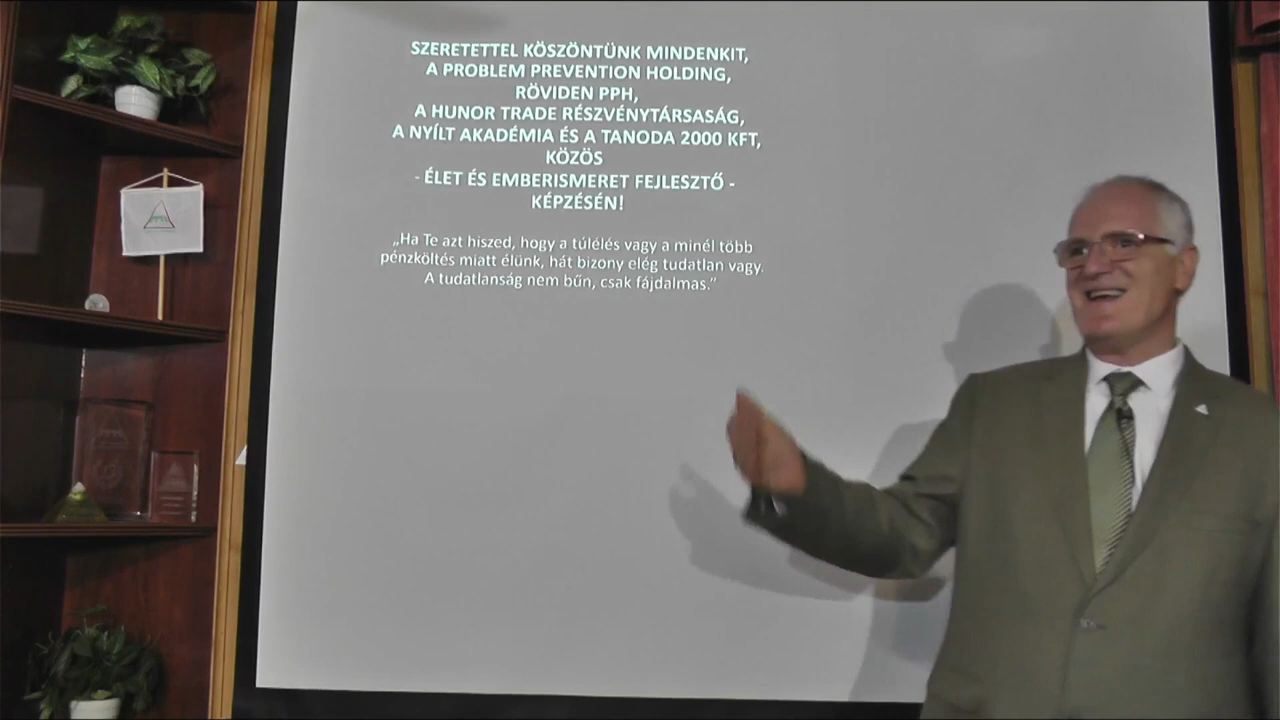 SZERETETTEL KÖSZÖNTÜNK MINDENKIT,
A PROBLEM PREVENTION HOLDING,
RÖVIDEN PPH,
A HUNOR TRADE RÉSZVÉNYTÁRSASÁG,
A NYÍLT AKADÉMIA ÉS A TANODA 2000 KFT,
KÖZÖS
- ÉLET ÉS EMBERISMERET FEJLESZTŐ -
KÉPZÉSÉN!
„Ha Te azt hiszed, hogy a túlélés vagy a minél több
pénzköltés miatt élünk, hát bizony elég tudatlan vagy.
A tudatlanság nem bűn, csak fájdalmas.”